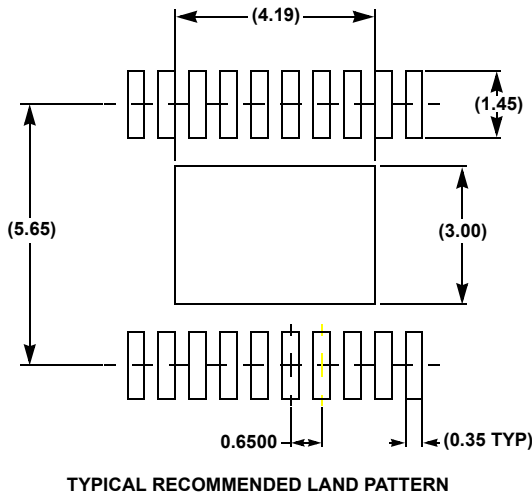 (4.19)
(1.45)
(5.65)
(3.00)
0.6500
(0.35 TYP)
TYPICAL RECOMMENDED LAND PATTERN